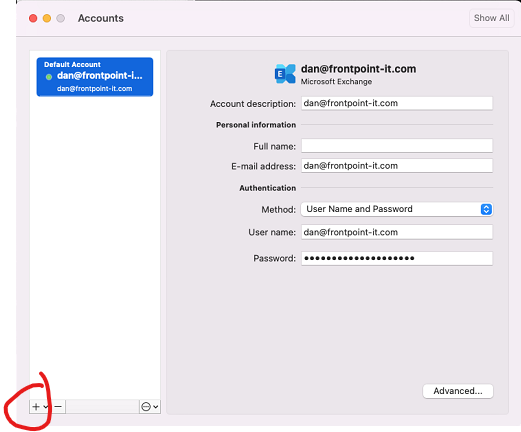 Accounts
Show All
Default Account
dan@frontpoint-i...
dan@frontpoint-it.com
E
dan@frontpoint-it.com
Microsoft Exchange
Account description: dan@frontpoint-it.com
Personal information
Full name:
E-mail address: dan@frontpoint-it.com
Authentication
Method: User Name and Password
User name: dan@frontpoint-it.com
Password: ●●●●●●●●●●●●●●●●●●●●
Advanced...